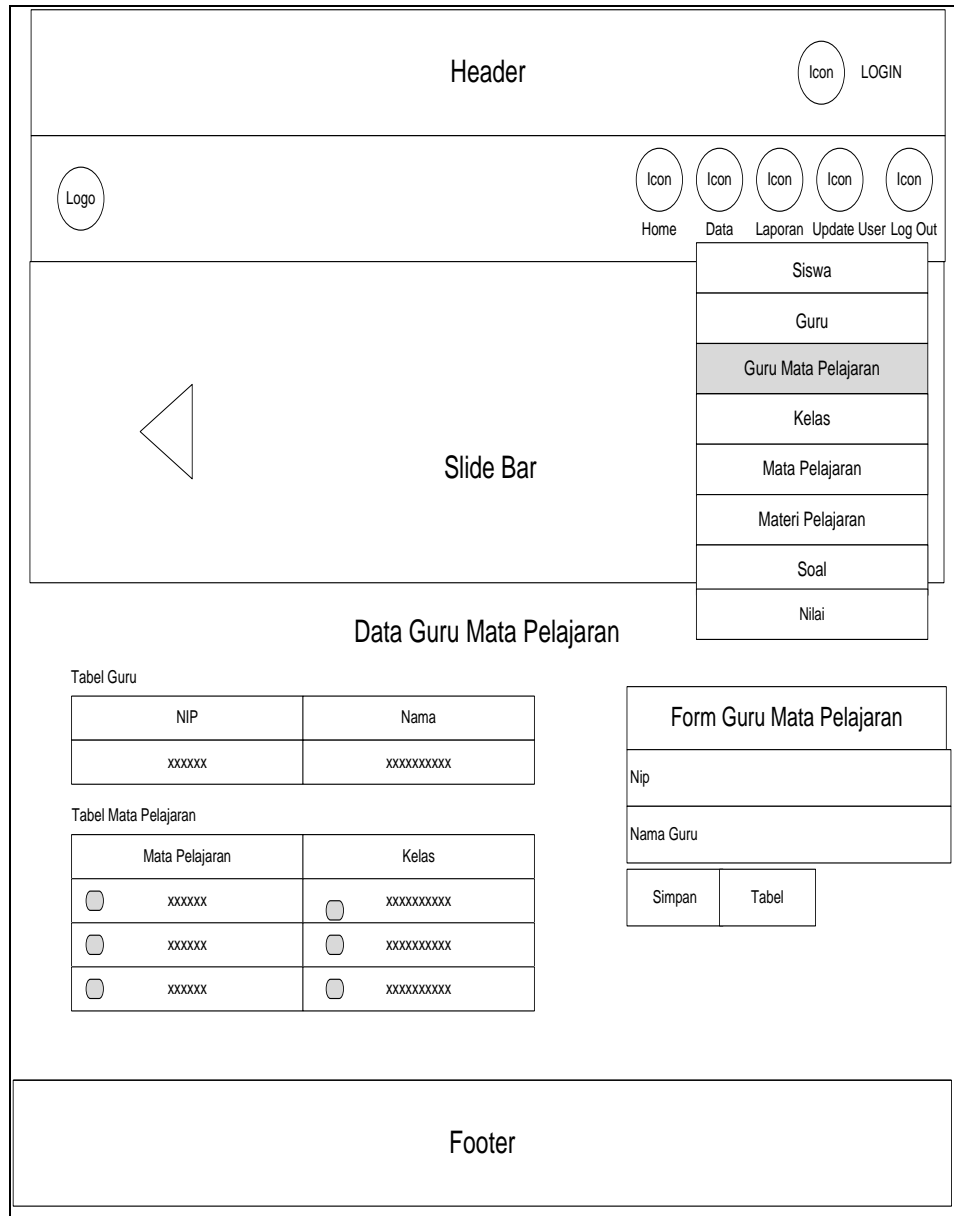 Header
Icon LOGIN
Logo
Icon Icon Icon Icon Icon
Home Data Laporan Update User Log Out
Siswa
Guru
Guru Mata Pelajaran
Kelas
Mata Pelajaran
Materi Pelajaran
Soal
Nilai
Slide Bar
Data Guru Mata Pelajaran
Tabel Guru
NIP Nama
xxxxxx xxxxxxxxxx
Tabel Mata Pelajaran
Mata Pelajaran Kelas
xxxxxx xxxxxxxxxx
xxxxxx xxxxxxxxxx
xxxxxx xxxxxxxxxx
Form Guru Mata Pelajaran
Nip
Nama Guru
Simpan Tabel
Footer